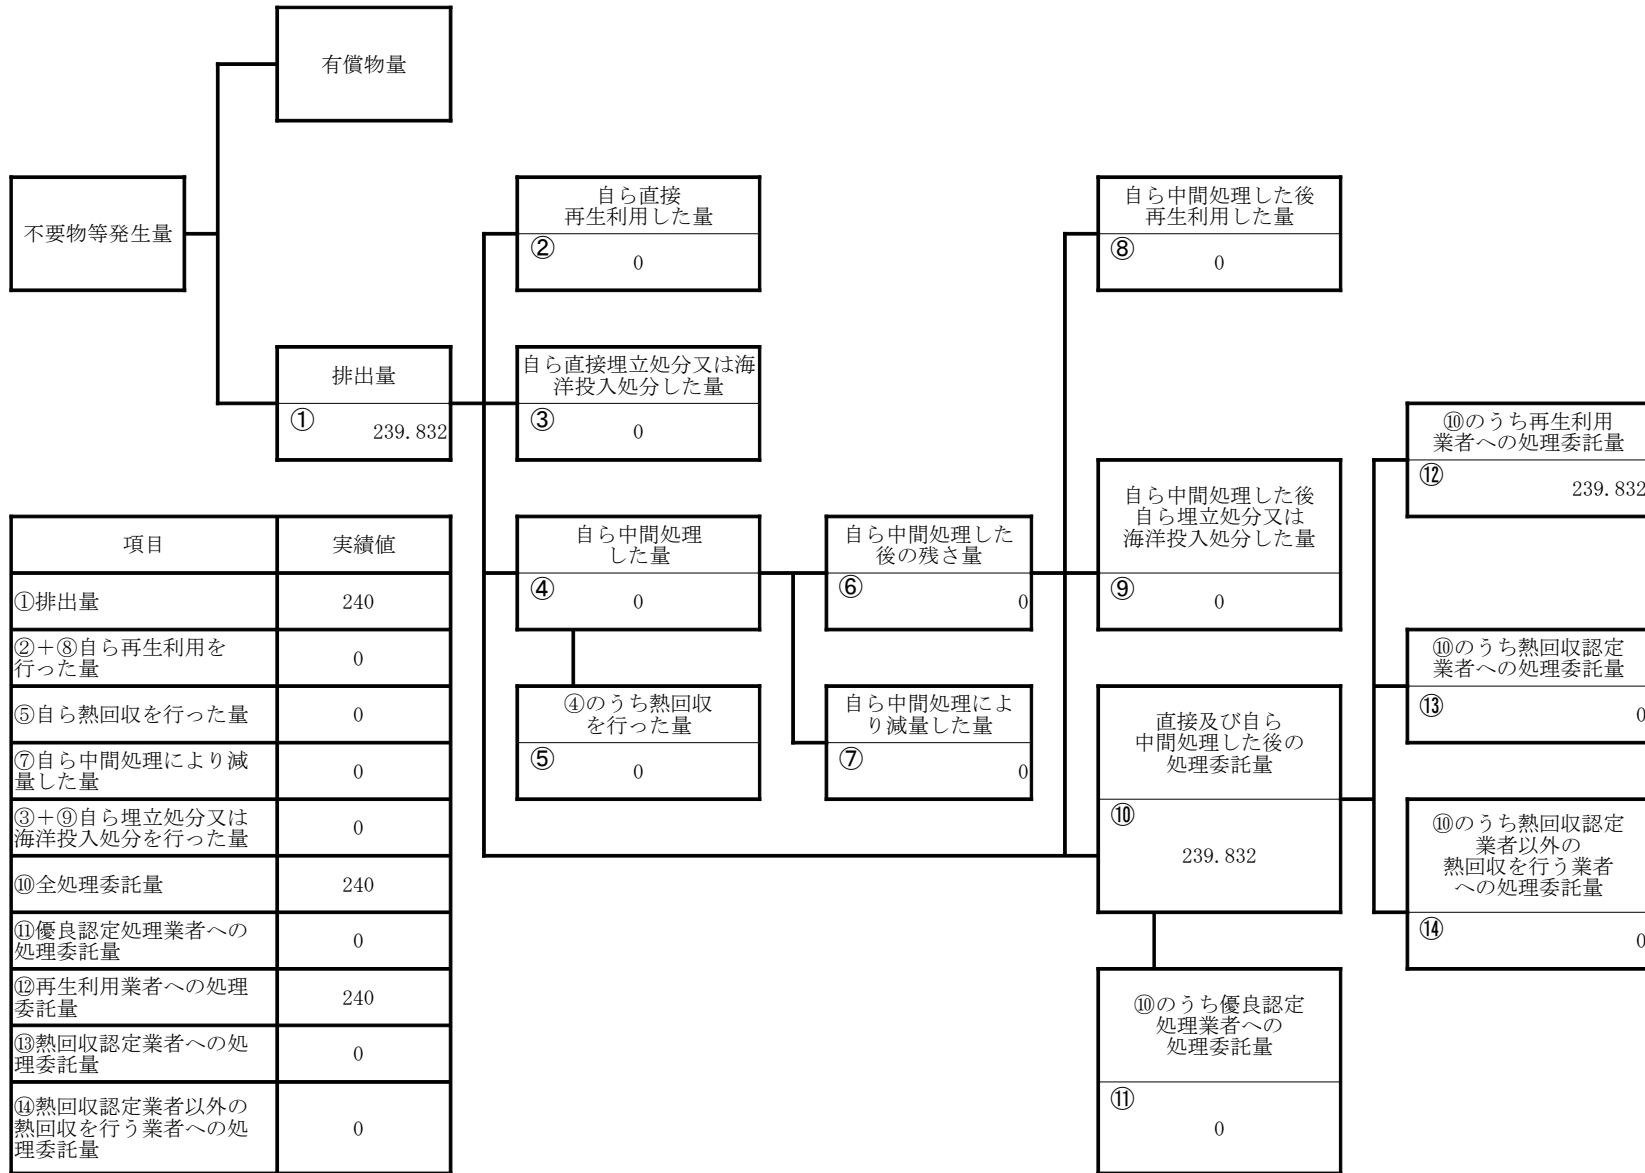 有償物量
不要物等発生量
排出量
①
239.832
自ら直接
再生利用した量
②
0
自ら直接埋立処分又は海
洋投入処分した量
③
0
自ら中間処理
した量
④
0
④のうち熱回収
を行った量
⑤
0
自ら中間処理した
後の残さ量
⑥
0
自ら中間処理によ
り減量した量
⑦
0
自ら中間処理した後
再生利用した量
⑧
0
自ら中間処理した後
自ら埋立処分又は
海洋投入処分した量
⑨
0
直接及び自ら
中間処理した後の
処理委託量
⑩
239.832
⑩のうち優良認定
処理業者への
処理委託量
⑪
0
⑩のうち再生利用
業者への処理委託量
⑫
239.832
⑩のうち熱回収認定
業者への処理委託量
⑬
0
⑩のうち熱回収認定
業者以外の
熱回収を行う業者
への処理委託量
⑭
0
項目 実績値
①排出量 240
②＋⑧自ら再生利用を
行った量 0
⑤自ら熱回収を行った量 0
⑦自ら中間処理により減
量した量 0
③＋⑨自ら埋立処分又は
海洋投入処分を行った量 0
⑩全処理委託量 240
⑪優良認定処理業者への
処理委託量 0
⑫再生利用業者への処理
委託量 240
⑬熱回収認定業者への処
理委託量 0
⑭熱回収認定業者以外の
熱回収を行う業者への処
理委託量 0